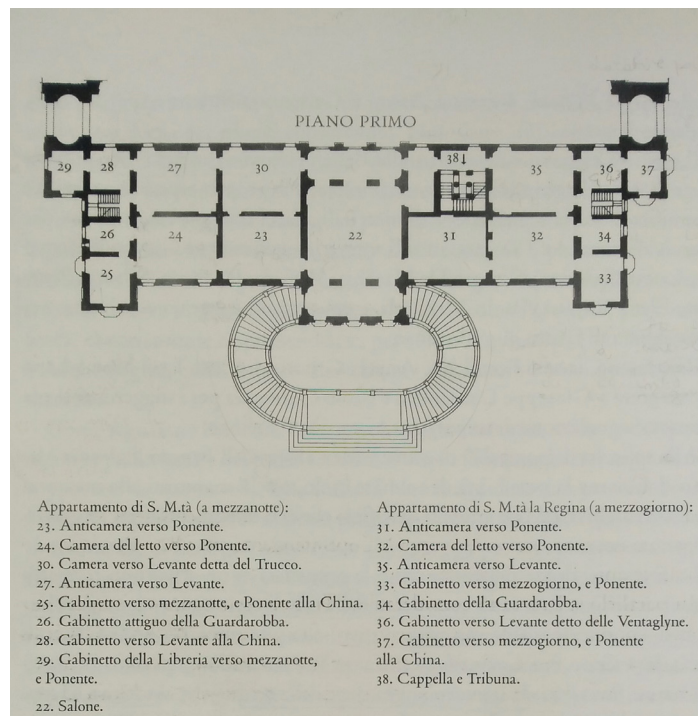 PIANO PRIMO
29 28 27 30 38↓ 35 36 37
26 24 23 22 31 32 34
25 33
Appartamento di S. M.tà (a mezzanotte):
23. Anticamera verso Ponente.
24. Camera del letto verso Ponente.
30. Camera verso Levante detta del Trucco.
27. Anticamera verso Levante.
25. Gabinetto verso mezzanotte, e Ponente alla China.
26. Gabinetto attiguo della Guardarobba.
28. Gabinetto verso Levante alla China.
29. Gabinetto della Libreria verso mezzanotte,
e Ponente.
22. Salone.
Appartamento di S. M.tà la Regina (a mezzogiorno):
31. Anticamera verso Ponente.
32. Camera del letto verso Ponente.
35. Anticamera verso Levante.
33. Gabinetto verso mezzogiorno, e Ponente.
34. Gabinetto della Guardarobba.
36. Gabinetto verso Levante detto delle Ventaglyne.
37. Gabinetto verso mezzogiorno, e Ponente
alla China.
38. Cappella e Tribuna.